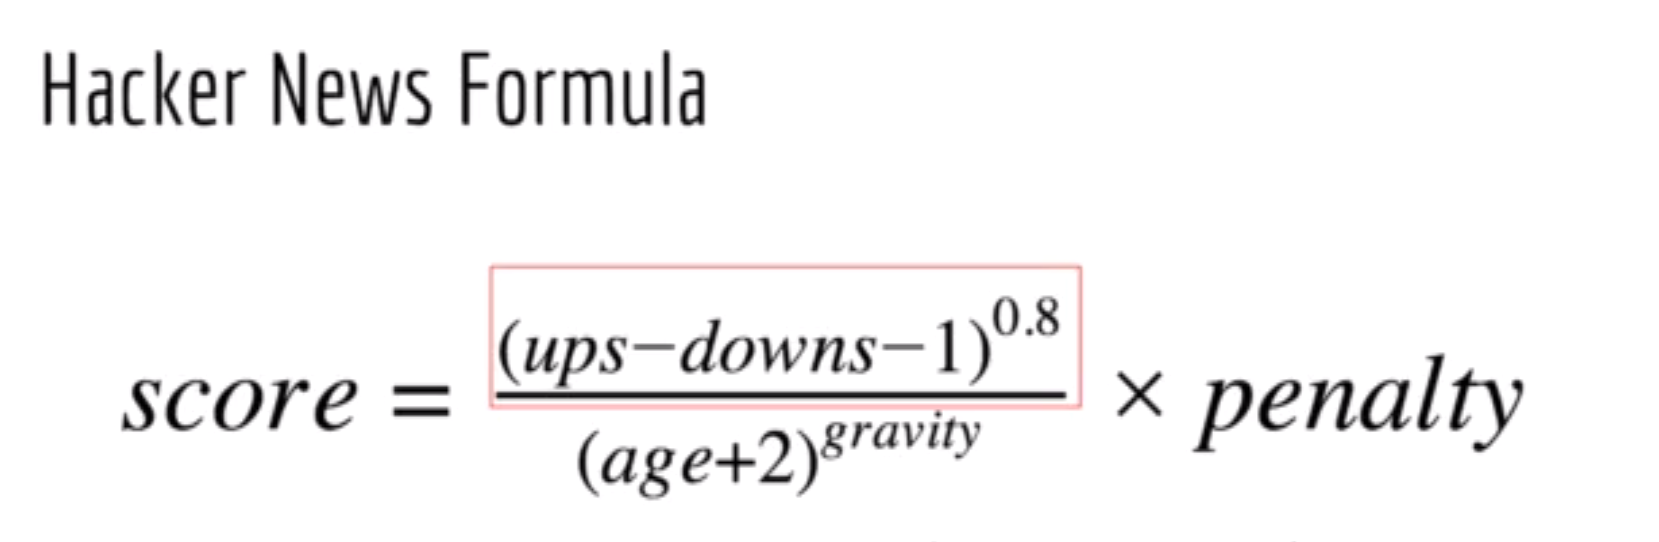 Hacker News Formula
score = (ups−downs−1)^0.8 / (age+2)^gravity × penalty